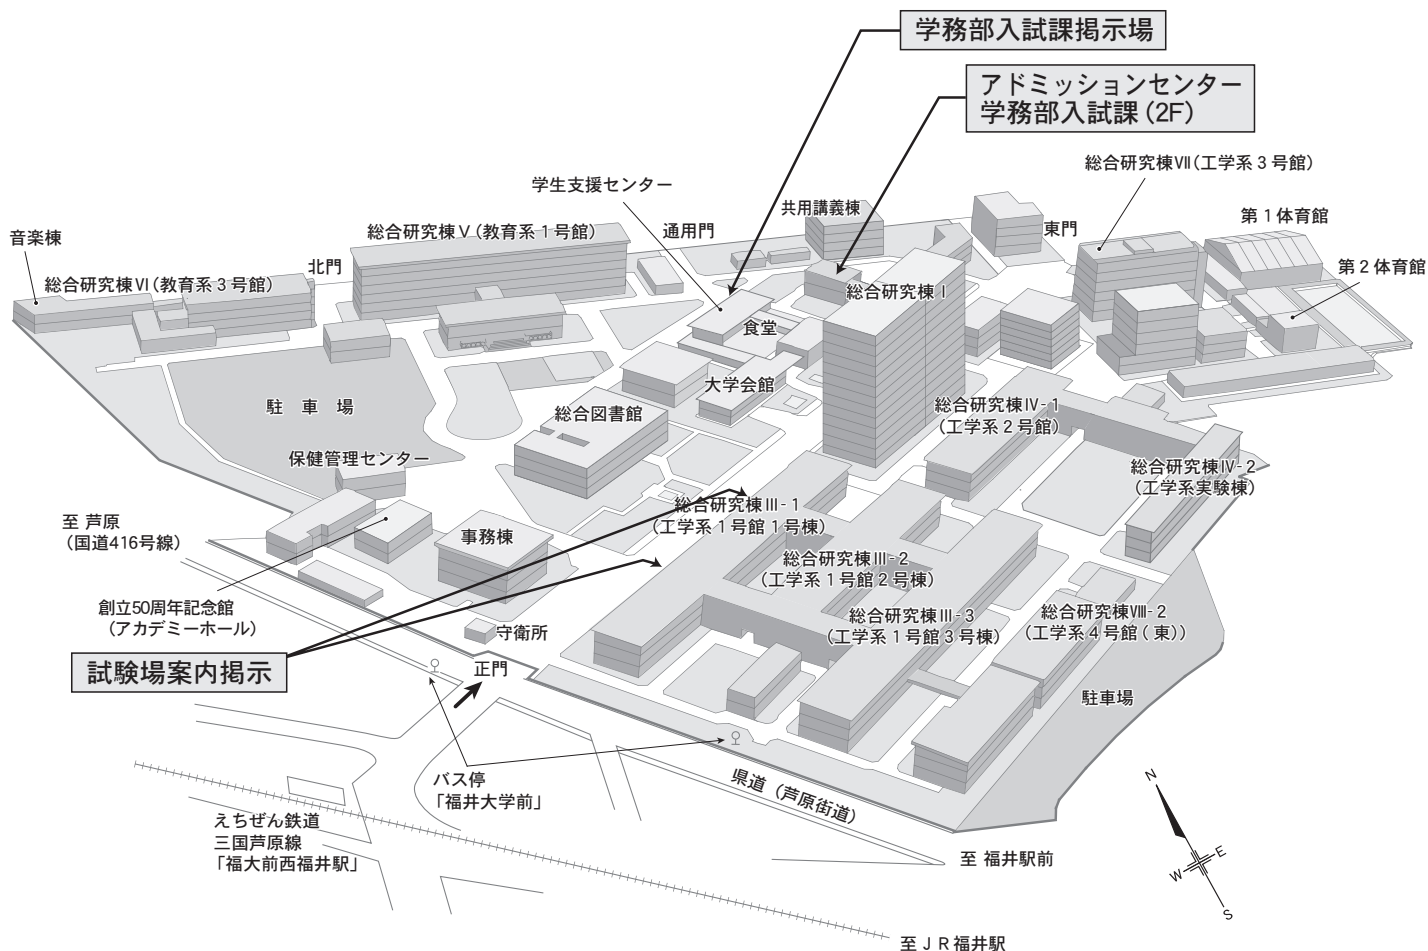 学務部入試課掲示場
アドミッションセンター
学務部入試課(2F)
総合研究棟Ⅶ(工学系3号館)
学生支援センター
共用講義棟
第1体育館
音楽棟
総合研究棟Ⅴ(教育系1号館)
通用門
東門
北門
第2体育館
総合研究棟Ⅵ(教育系3号館)
総合研究棟Ⅰ
食堂
大学会館
駐車場
総合図書館
総合研究棟Ⅳ-1
(工学系2号館)
保健管理センター
総合研究棟Ⅳ-2
(工学系実験棟)
総合研究棟Ⅲ-1
(工学系1号館1号棟)
至 芦原
(国道416号線)
事務棟
総合研究棟Ⅲ-2
(工学系1号館2号棟)
創立50周年記念館
(アカデミーホール)
総合研究棟Ⅲ-3
(工学系1号館3号棟)
総合研究棟Ⅷ-2
(工学系4号館(東))
守衛所
試験場案内掲示
正門
駐車場
バス停
「福井大学前」
県道(芦原街道)
えちぜん鉄道
三国芦原線
「福大前西福井駅」
至 福井駅前
至 JR福井駅
N
E
W
S